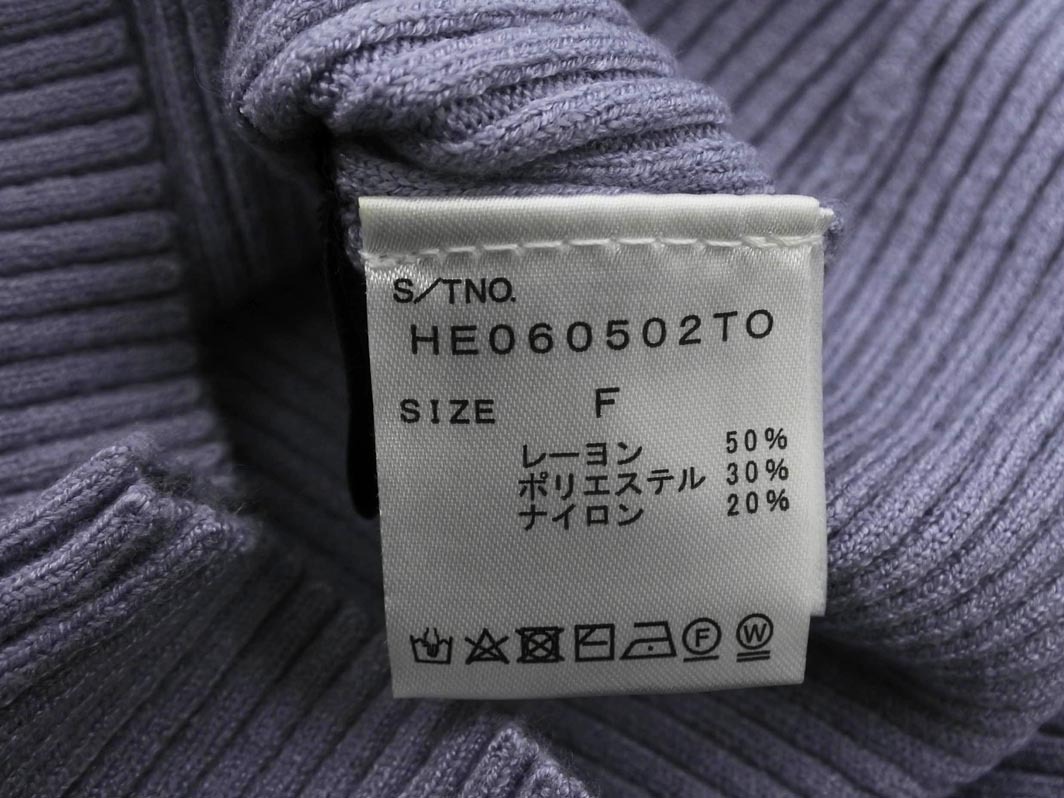 S/TNO.
HE060502TO
SIZE F
レーヨン 50%
ポリエステル 30%
ナイロン 20%
F W